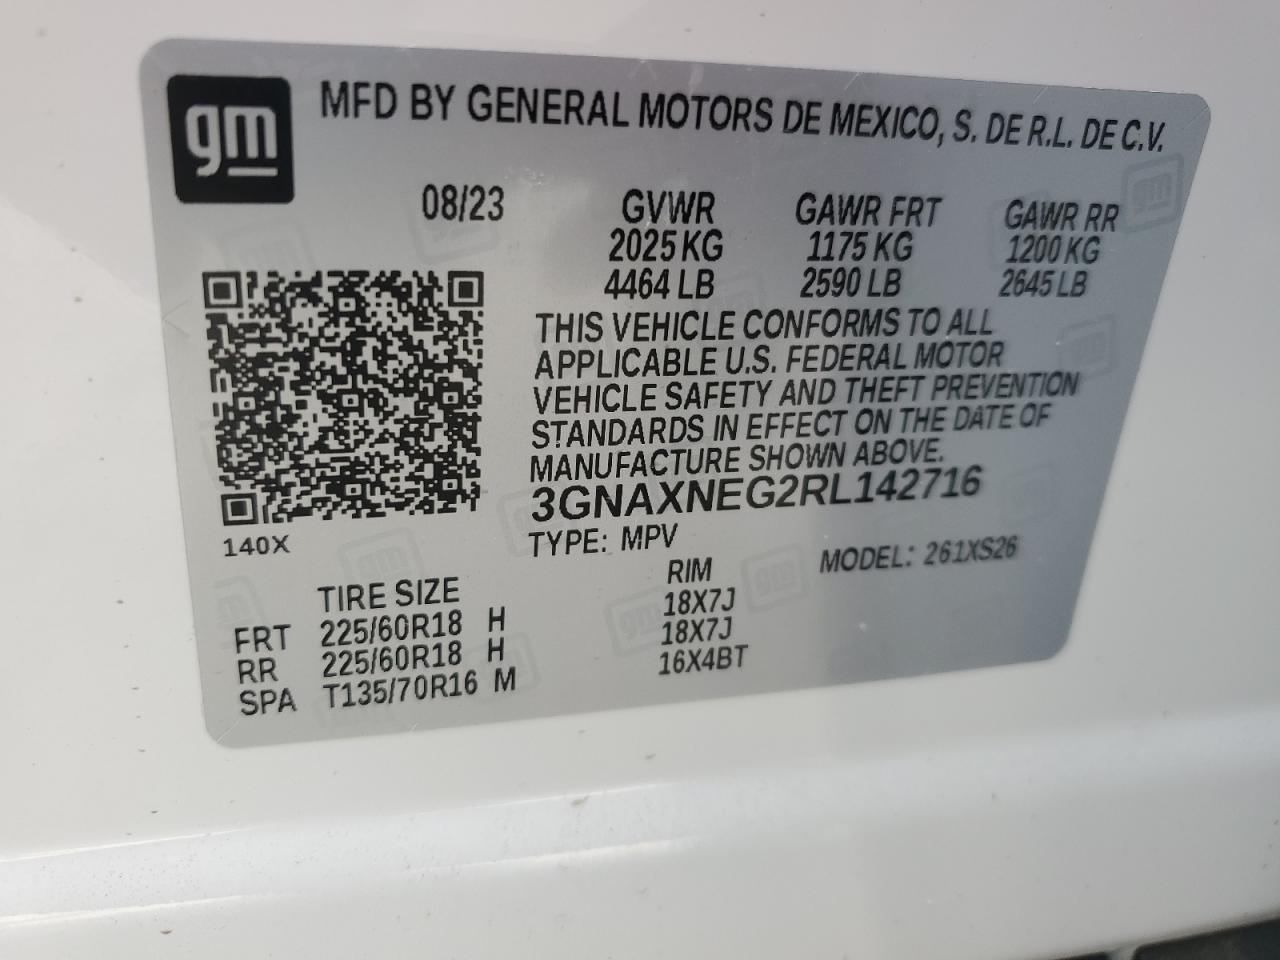 gm
MFD BY GENERAL MOTORS DE MEXICO, S. DE R.L. DE C.V.
08/23 GVWR GAWR FRT GAWR RR
2025 KG 1175 KG 1200 KG
4464 LB 2590 LB 2645 LB
THIS VEHICLE CONFORMS TO ALL
APPLICABLE U.S. FEDERAL MOTOR
VEHICLE SAFETY AND THEFT PREVENTION
STANDARDS IN EFFECT ON THE DATE OF
MANUFACTURE SHOWN ABOVE.
3GNAXNEG2RL142716
140X
TYPE: MPV MODEL: 261XS26
TIRE SIZE RIM
FRT 225/60R18 H 18X7J
RR 225/60R18 H 18X7J
SPA T135/70R16 M 16X4BT